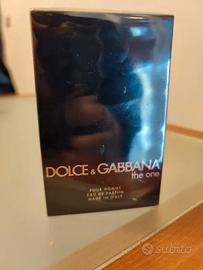 DOLCE & GABBANA
the one
POUR HOMME
EAU DE PARFUM
MADE IN ITALY
subito